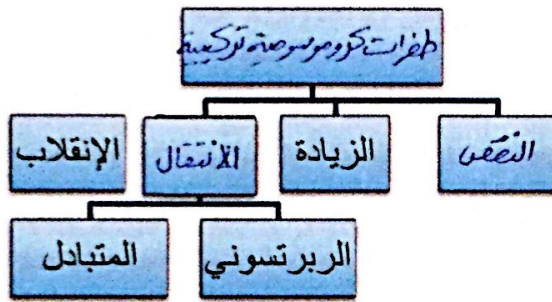 طفرات كروموسومية تركيبية
النقص
الزيادة
الانتقال
الإنقلاب
الربرتسوني
المتبادل